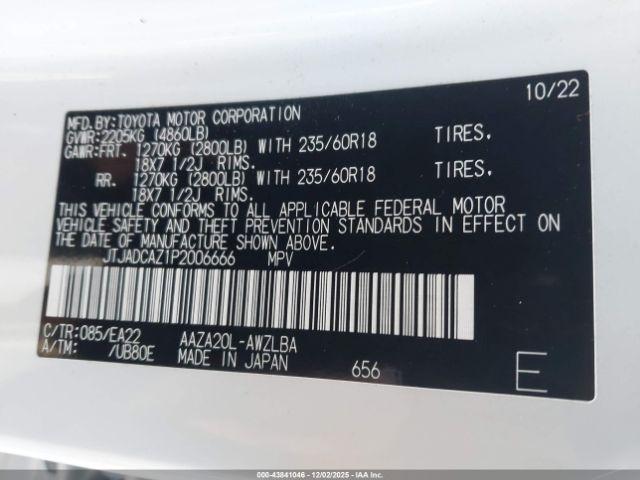 10/22
MFD.BY:TOYOTA MOTOR CORPORATION
GVWR:2205KG (4860LB)
GAWR:FRT. 1270KG (2800LB) WITH 235/60R18 TIRES.
18X7 1/2J RIMS.
RR. 1270KG (2800LB) WITH 235/60R18 TIRES.
18X7 1/2J RIMS.
THIS VEHICLE CONFORMS TO ALL APPLICABLE FEDERAL MOTOR
VEHICLE SAFETY AND THEFT PREVENTION STANDARDS IN EFFECT ON
THE DATE OF MANUFACTURE SHOWN ABOVE.
JTJADCAZ1P2006666 MPV
C/TR:085/EA22 AAZA20L-AWZLBA
A/TM: /UB80E MADE IN JAPAN 656 E
000-43841046 - 12/02/2025 - IAAI.COM